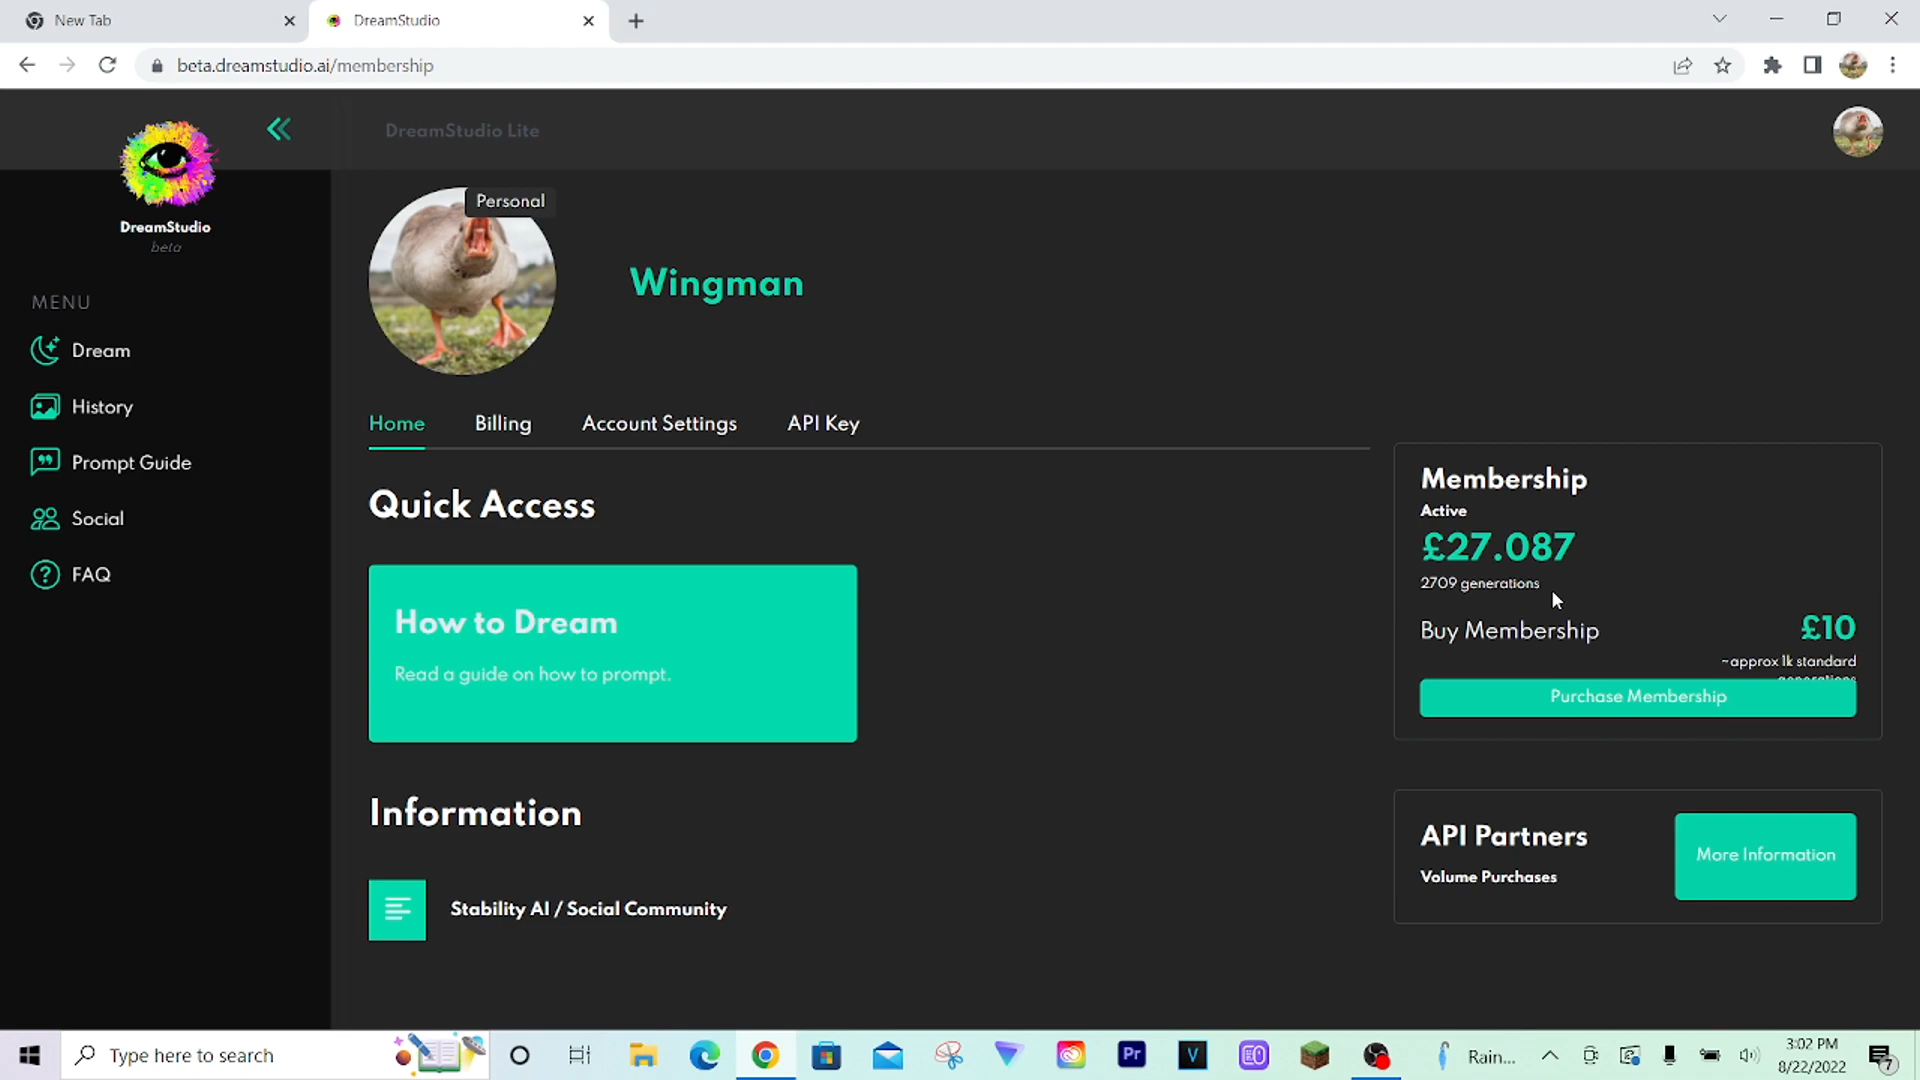 New Tab
DreamStudio
beta.dreamstudio.ai/membership
DreamStudio Lite
DreamStudio
beta
MENU
Dream
History
Prompt Guide
Social
FAQ
Personal
Wingman
Home
Billing
Account Settings
API Key
Quick Access
How to Dream
Read a guide on how to prompt.
Information
Stability AI / Social Community
Membership
Active
£27.087
2709 generations
Buy Membership
£10
~approx 1k standard
generations
Purchase Membership
API Partners
Volume Purchases
More Information
Type here to search
Pr
V
Rain...
3:02 PM
8/22/2022
7